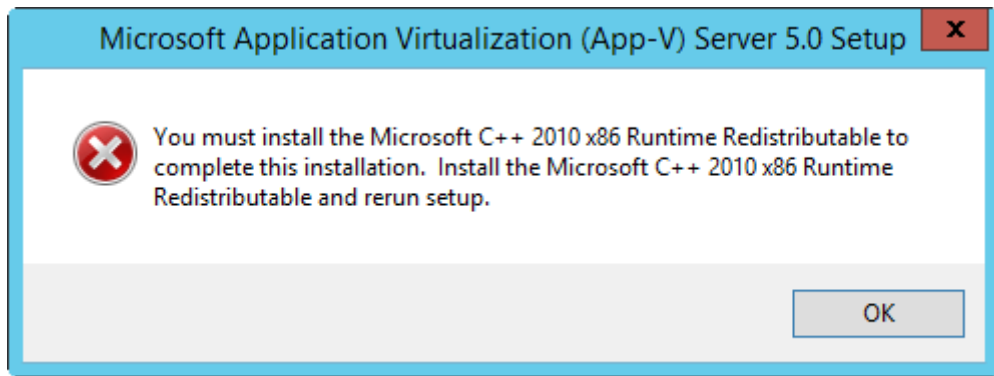 Microsoft Application Virtualization (App-V) Server 5.0 Setup
x
You must install the Microsoft C++ 2010 x86 Runtime Redistributable to
complete this installation.  Install the Microsoft C++ 2010 x86 Runtime
Redistributable and rerun setup.
OK